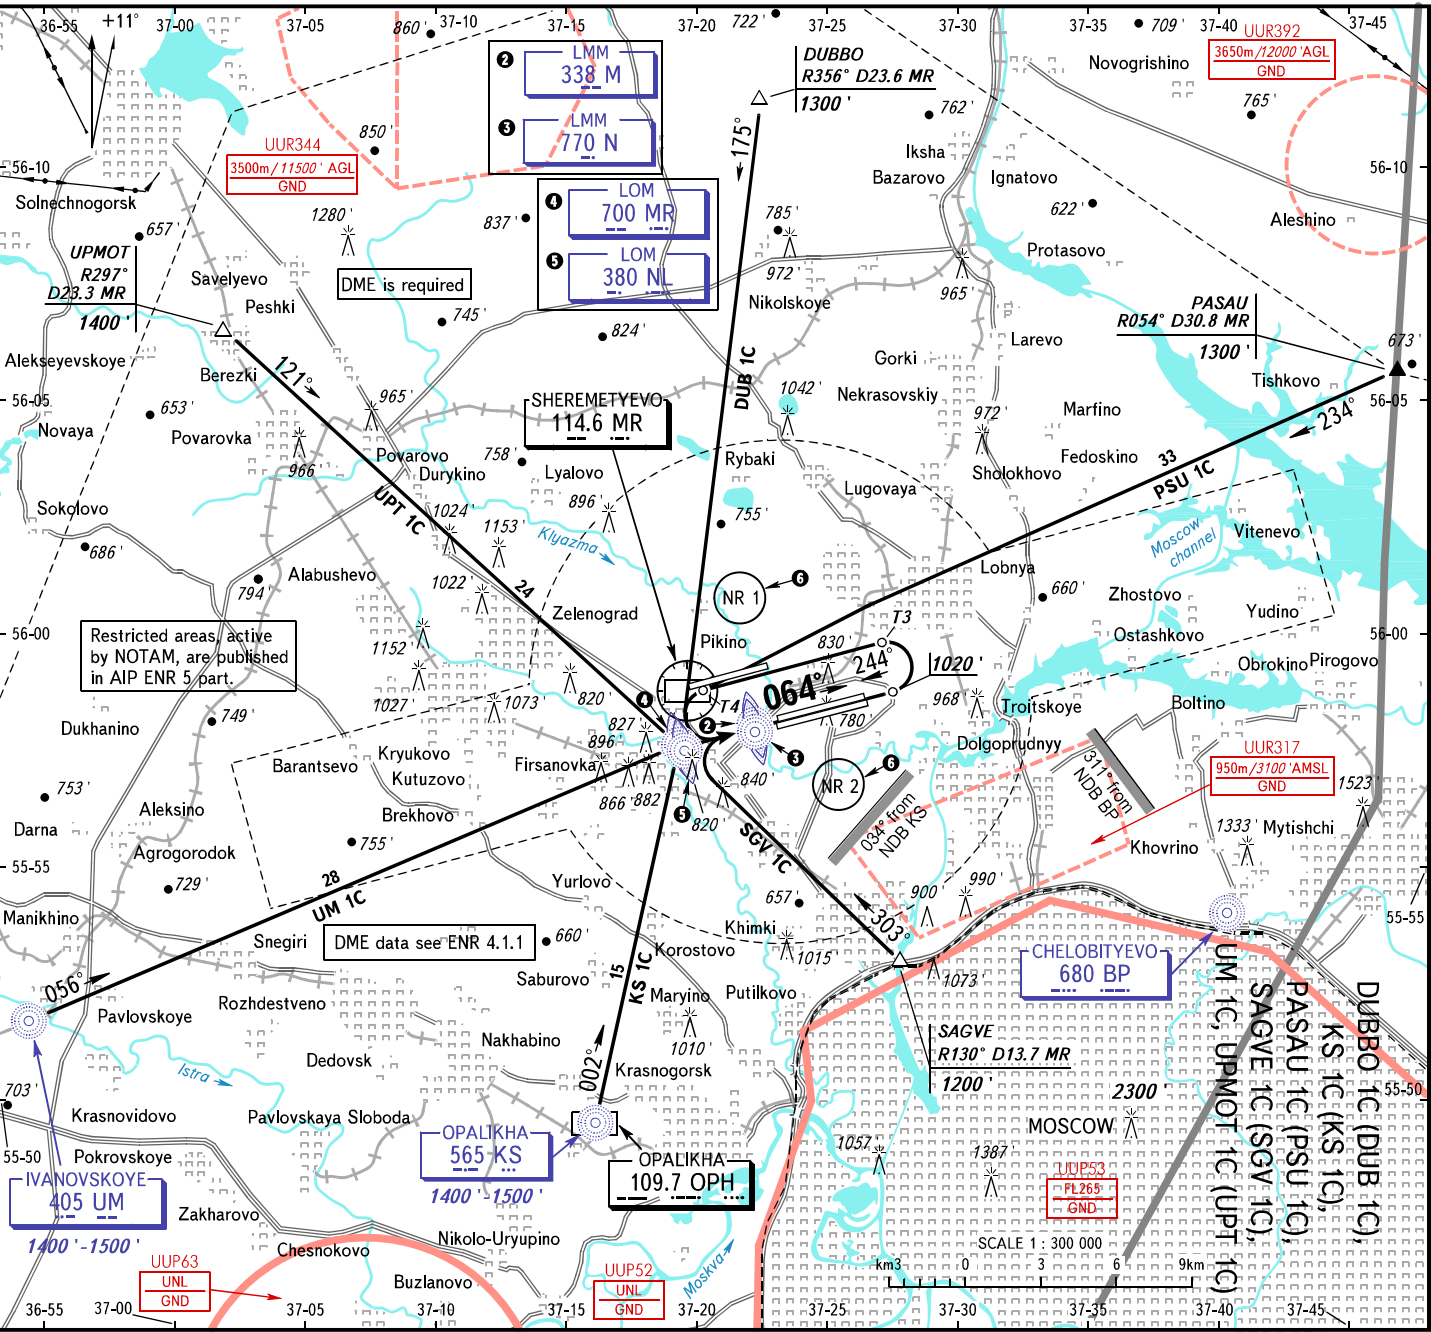 36-55
+11°
37-00
37-05
37-10
37-15
37-20
37-25
37-30
37-35
37-40
37-45
860 '
722 '
709 '
UUR392
3650m/12000 'AGL
GND
Novogrishino
765 '
❷
LMM
338 M
❸
LMM
770 N
DUBBO
R356° D23.6 MR
1300 '
762 '
850 '
UUR344
3500m/11500 ' AGL
GND
175°
Iksha
Bazarovo
Ignatovo
56-10
56-10
Solnechnogorsk
657 '
1280 '
837 '
❹
LOM
700 MR
❺
LOM
380 NL
785 '
972 '
622 '
Aleshino
Protasovo
965 '
UPMOT
R297°
D23.3 MR
1400 '
Savelyevo
Peshki
DME is required
745 '
824 '
Nikolskoye
PASAU
R054° D30.8 MR
1300 '
673 '
Alekseyevskoye
Berezki
121°
DUB 1C
Gorki
Larevo
Nekrasovskiy
Tishkovo
56-05
56-05
653 '
965 '
SHEREMETYEVO
114.6 MR
1042 '
972 '
Marfino
234°
Novaya
Povarovka
966
Povarovo
Durykino
758 '
Lyalovo
Rybaki
Sholokhovo
Fedoskino
33
PSU 1C
Sokolovo
686 '
UPT 1C
1024 '
1153 '
896 '
755 '
Lugovaya
Klyazma
Moscow
channel
Vitenevo
794 '
Alabushevo
1022 '
24
Zelenograd
NR 1
❻
Lobnya
660 '
Zhostovo
Yudino
56-00
56-00
Restricted areas, active
by NOTAM, are published
in AIP ENR 5 part.
1152 '
1027 '
Pikino
830 '
T3
244°
1020 '
Ostashkovo
Obrokino
Pirogovo
749 '
1073 '
820 '
❹
T4
064°
968 '
Troitskoye
Boltino
Dukhanino
827 '
❷
780 '
Dolgoprudnyy
Kryukovo
Kutuzovo
Barantsevo
Firsanovka
896 '
866 '
882 '
❸
840 '
NR 2
❻
311° from
NDB BP
UUR317
950m/3100 'AMSL
GND
1523 '
753 '
Darna
Aleksino
Brekhovo
❺
820 '
034° from
NDB KS
1333 '
Mytishchi
Khovrino
Agrogorodok
755 '
SGV 1C
55-55
55-55
729 '
28
UM 1C
Yurlovo
657 '
900 '
990 '
303°
Manikhino
Snegiri
DME data see ENR 4.1.1
660 '
Saburovo
15
KS 1C
Korostovo
Khimki
1015
CHELOBITYEVO
680 BP
1073 '
056°
Pavlovskoye
Rozhdestveno
Maryino
Putilkovo
1010 '
Nakhabino
Dedovsk
Istra
002°
Krasnogorsk
SAGVE
R130° D13.7 MR
1200 '
2300 '
MOSCOW
703 '
Krasnovidovo
Pavlovskaya Sloboda
55-50
55-50
Pokrovskoye
OPALIKHA
565 KS
1400 '-1500 '
OPALIKHA
109.7 OPH
1057 '
1387 '
IVANOVSKOYE
405 UM
1400 '-1500 '
Zakharovo
UUP53
FL265
GND
SCALE 1 : 300 000
km3
0
3
6
9km
Chesnokovo
Nikolo-Uryupino
Buzlanovo
Moskva
UUP63
UNL
GND
UUP52
UNL
GND
DUBBO 1C (DUB 1C),
KS 1C (KS 1C),
PASAU 1C (PSU 1C),
SAGVE 1C (SGV 1C),
UM 1C, UPMOT 1C (UPT 1C)
36-55
37-00
37-05
37-10
37-15
37-20
37-25
37-30
37-35
37-40
37-45